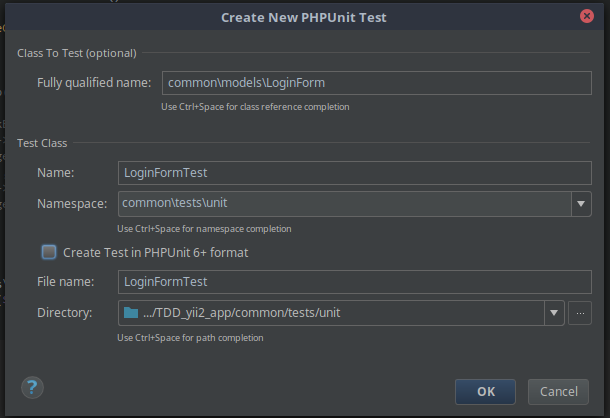 Create New PHPUnit Test
Class To Test (optional)
Fully qualified name: common\models\LoginForm
Use Ctrl+Space for class reference completion
Test Class
Name: LoginFormTest
Namespace: common\tests\unit
Use Ctrl+Space for namespace completion
Create Test in PHPUnit 6+ format
File name: LoginFormTest
Directory: .../TDD_yii2_app/common/tests/unit ...
Use Ctrl+Space for path completion
? OK Cancel